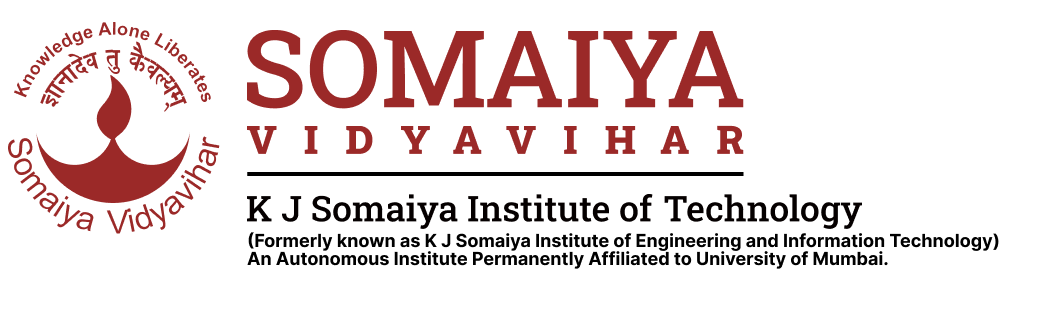 Knowledge Alone Liberates
ज्ञानादेव तु कैवल्यम्
Somaiya Vidyavihar
SOMAIYA
VIDYAVIHAR
K J Somaiya Institute of Technology
(Formerly known as K J Somaiya Institute of Engineering and Information Technology)
An Autonomous Institute Permanently Affiliated to University of Mumbai.